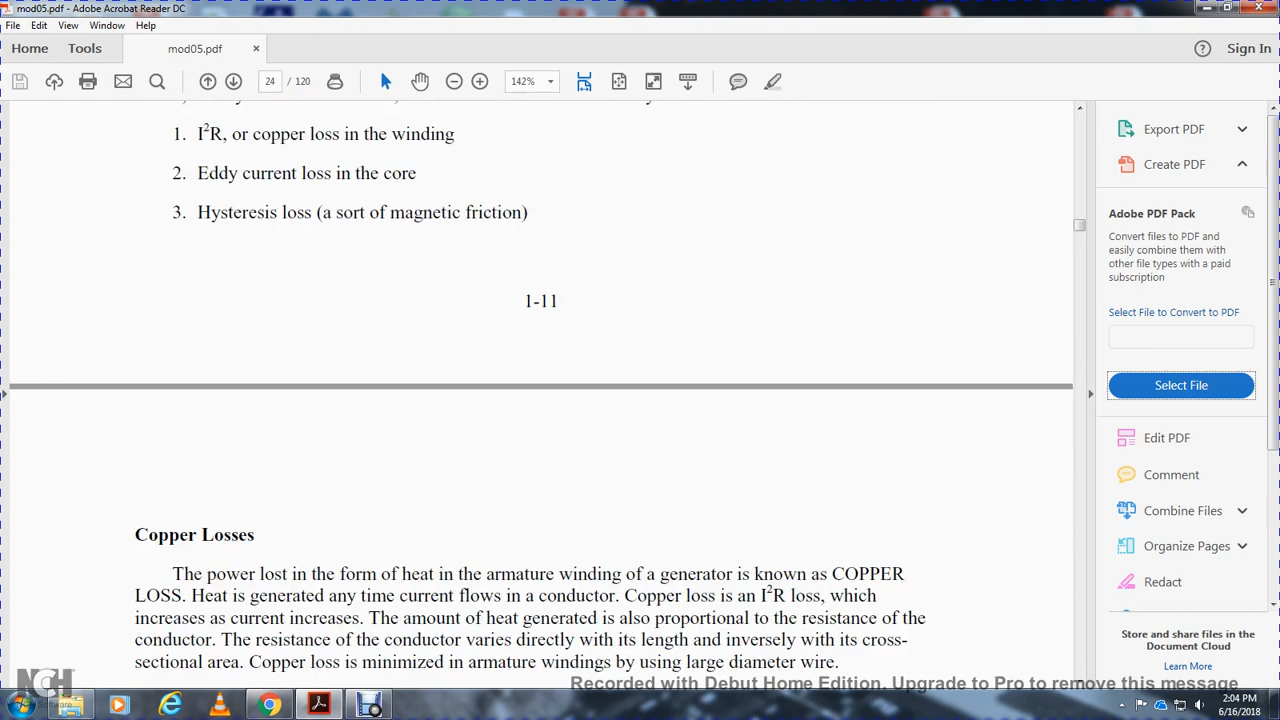 mod05.pdf - Adobe Acrobat Reader DC
File Edit View Window Help
Home Tools mod05.pdf × Sign In
24 / 120 142%
1. I²R, or copper loss in the winding
2. Eddy current loss in the core
3. Hysteresis loss (a sort of magnetic friction)
1-11
Copper Losses
The power lost in the form of heat in the armature winding of a generator is known as COPPER
LOSS. Heat is generated any time current flows in a conductor. Copper loss is an I²R loss, which
increases as current increases. The amount of heat generated is also proportional to the resistance of the
conductor. The resistance of the conductor varies directly with its length and inversely with its cross-
sectional area. Copper loss is minimized in armature windings by using large diameter wire.
Export PDF
Create PDF
Adobe PDF Pack
Convert files to PDF and
easily combine them with
other file types with a paid
subscription
Select File to Convert to PDF
Select File
Edit PDF
Comment
Combine Files
Organize Pages
Redact
Store and share files in the
Document Cloud
Learn More
NCH
Software
Recorded with Debut Home Edition. Upgrade to Pro to remove this message
2:04 PM
6/16/2018